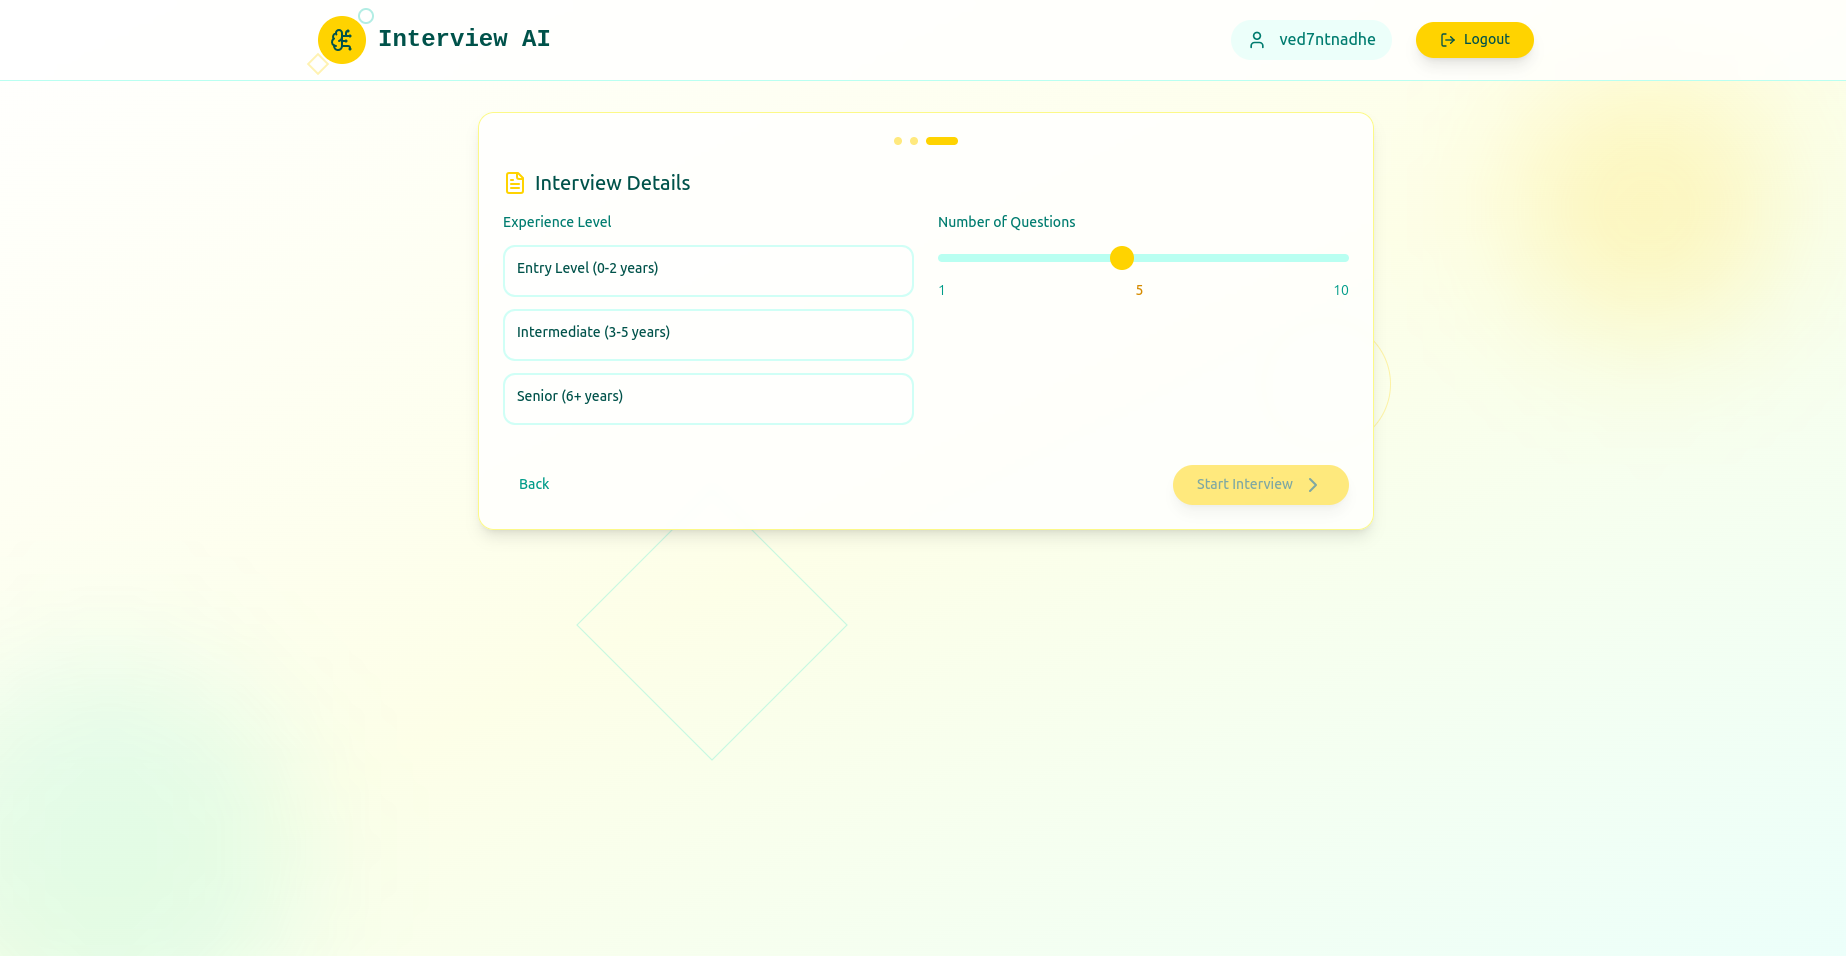 Interview AI
ved7ntnadhe
Logout
Interview Details
Experience Level
Entry Level (0-2 years)
Intermediate (3-5 years)
Senior (6+ years)
Number of Questions
1 5 10
Back
Start Interview